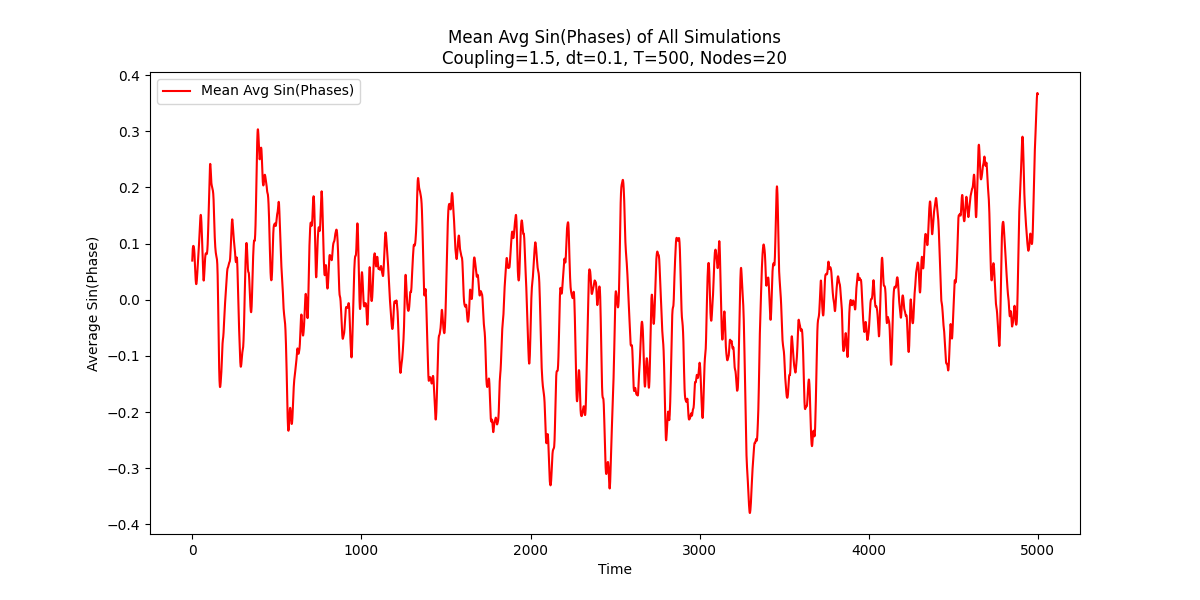 Mean Avg Sin(Phases) of All Simulations
Coupling=1.5, dt=0.1, T=500, Nodes=20
Mean Avg Sin(Phases)
Average Sin(Phase)
0.4
0.3
0.2
0.1
0.0
−0.1
−0.2
−0.3
−0.4
0 1000 2000 3000 4000 5000
Time